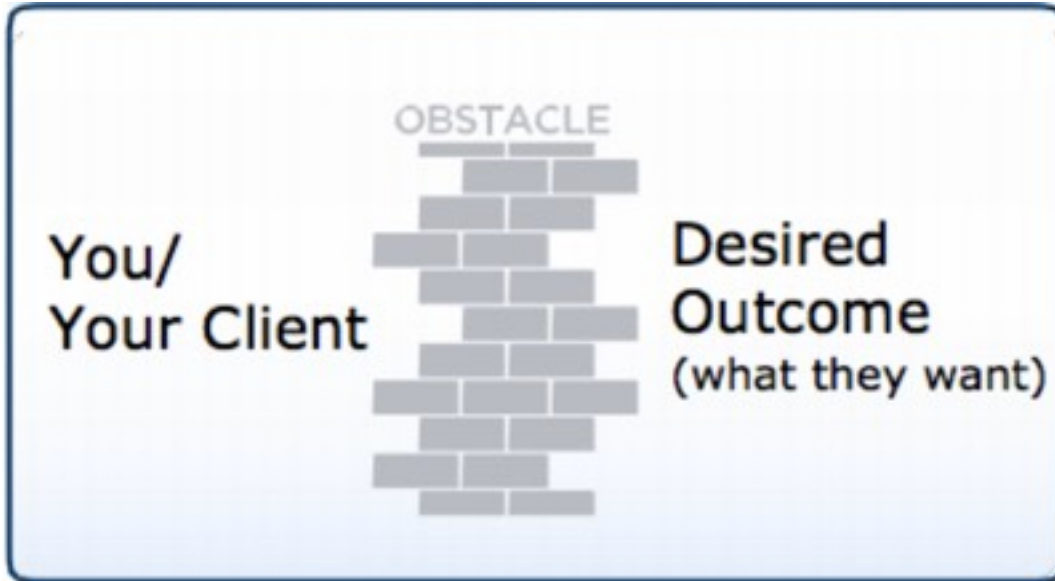 OBSTACLE
You/
Your Client
Desired
Outcome
(what they want)